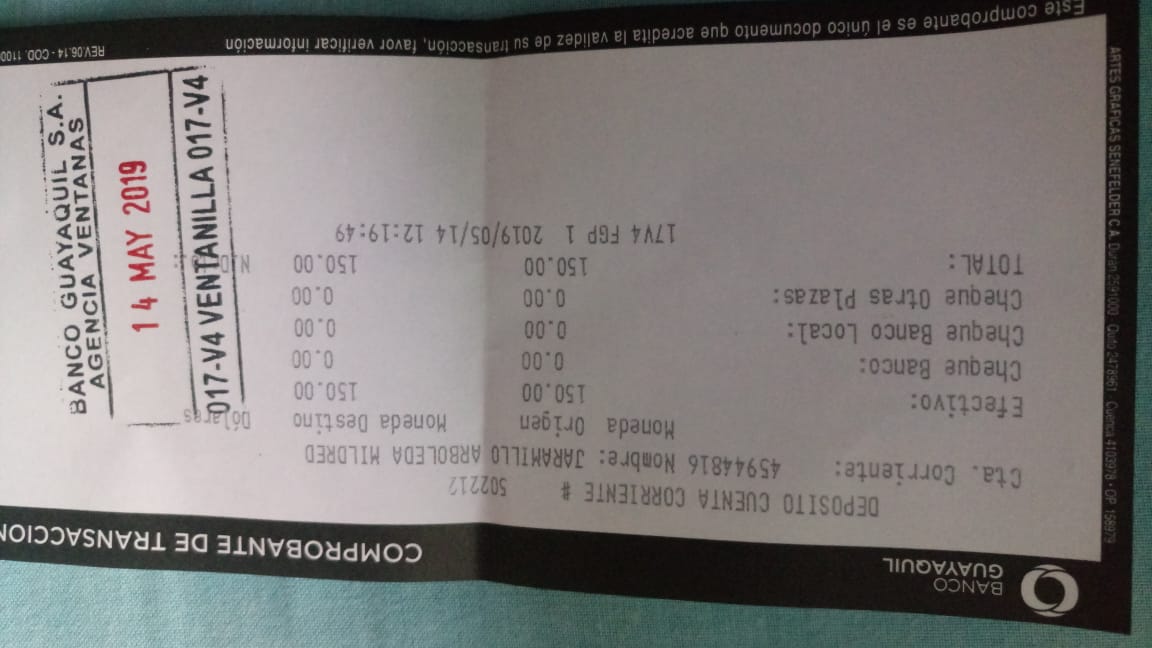 BANCO
GUAYAQUIL
COMPROBANTE DE TRANSACCION
DEPOSITO CUENTA CORRIENTE # 502212
Cta. Corriente: 45944816 Nombre: JARAMILLO ARBOLEDA MILDRED
Moneda Origen Moneda Destino Dólares
Efectivo: 150.00 150.00
Cheque Banco: 0.00 0.00
Cheque Banco Local: 0.00 0.00
Cheque Otras Plazas: 0.00 0.00
TOTAL: 150.00 150.00
17V4 FGP 1 2019/05/14 12:19:49
BANCO GUAYAQUIL S.A.
AGENCIA VENTANAS
14 MAY 2019
017-V4 VENTANILLA 017-V4
ARTES GRAFICAS SENEFELDER C.A. Duran 2591000 Quito 2478961 Cuenca 4103978 • OP 158979
Este comprobante es el único documento que acredita la validez de su transacción, favor verificar información
REV.06.14 - COD. 1100